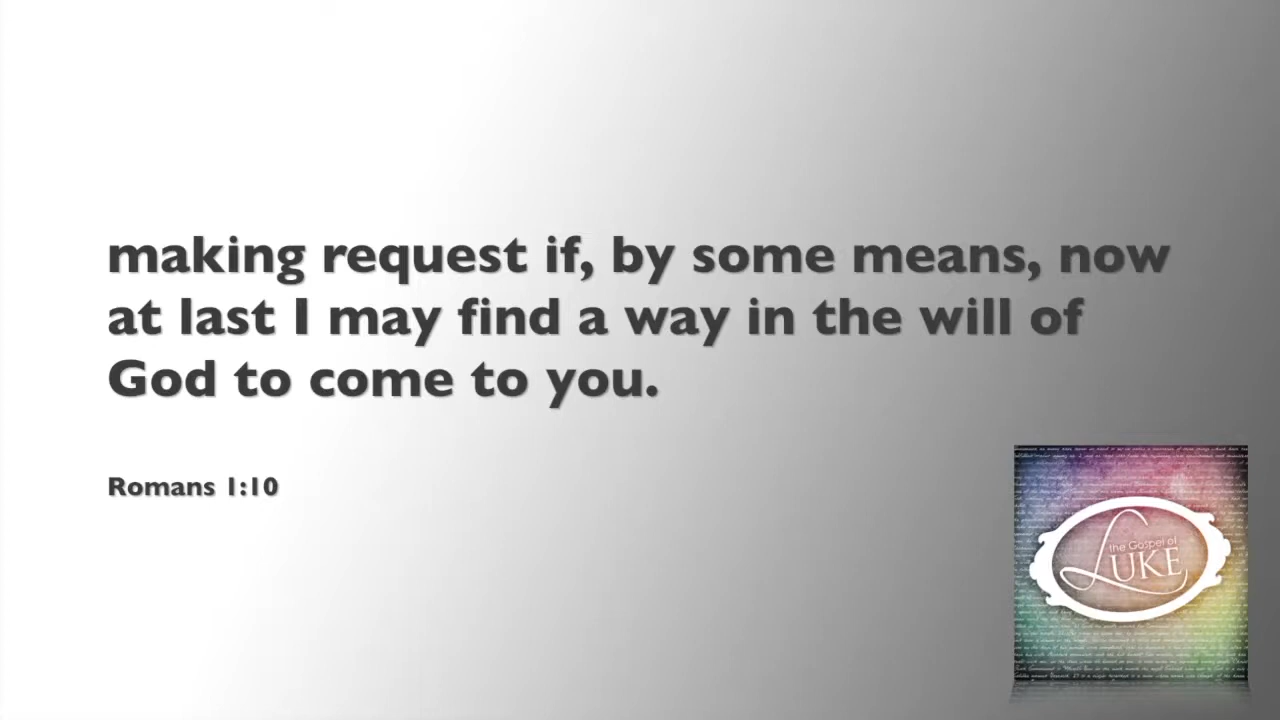 making request if, by some means, now
at last I may find a way in the will of
God to come to you.
Romans 1:10
the Gospel of
LUKE